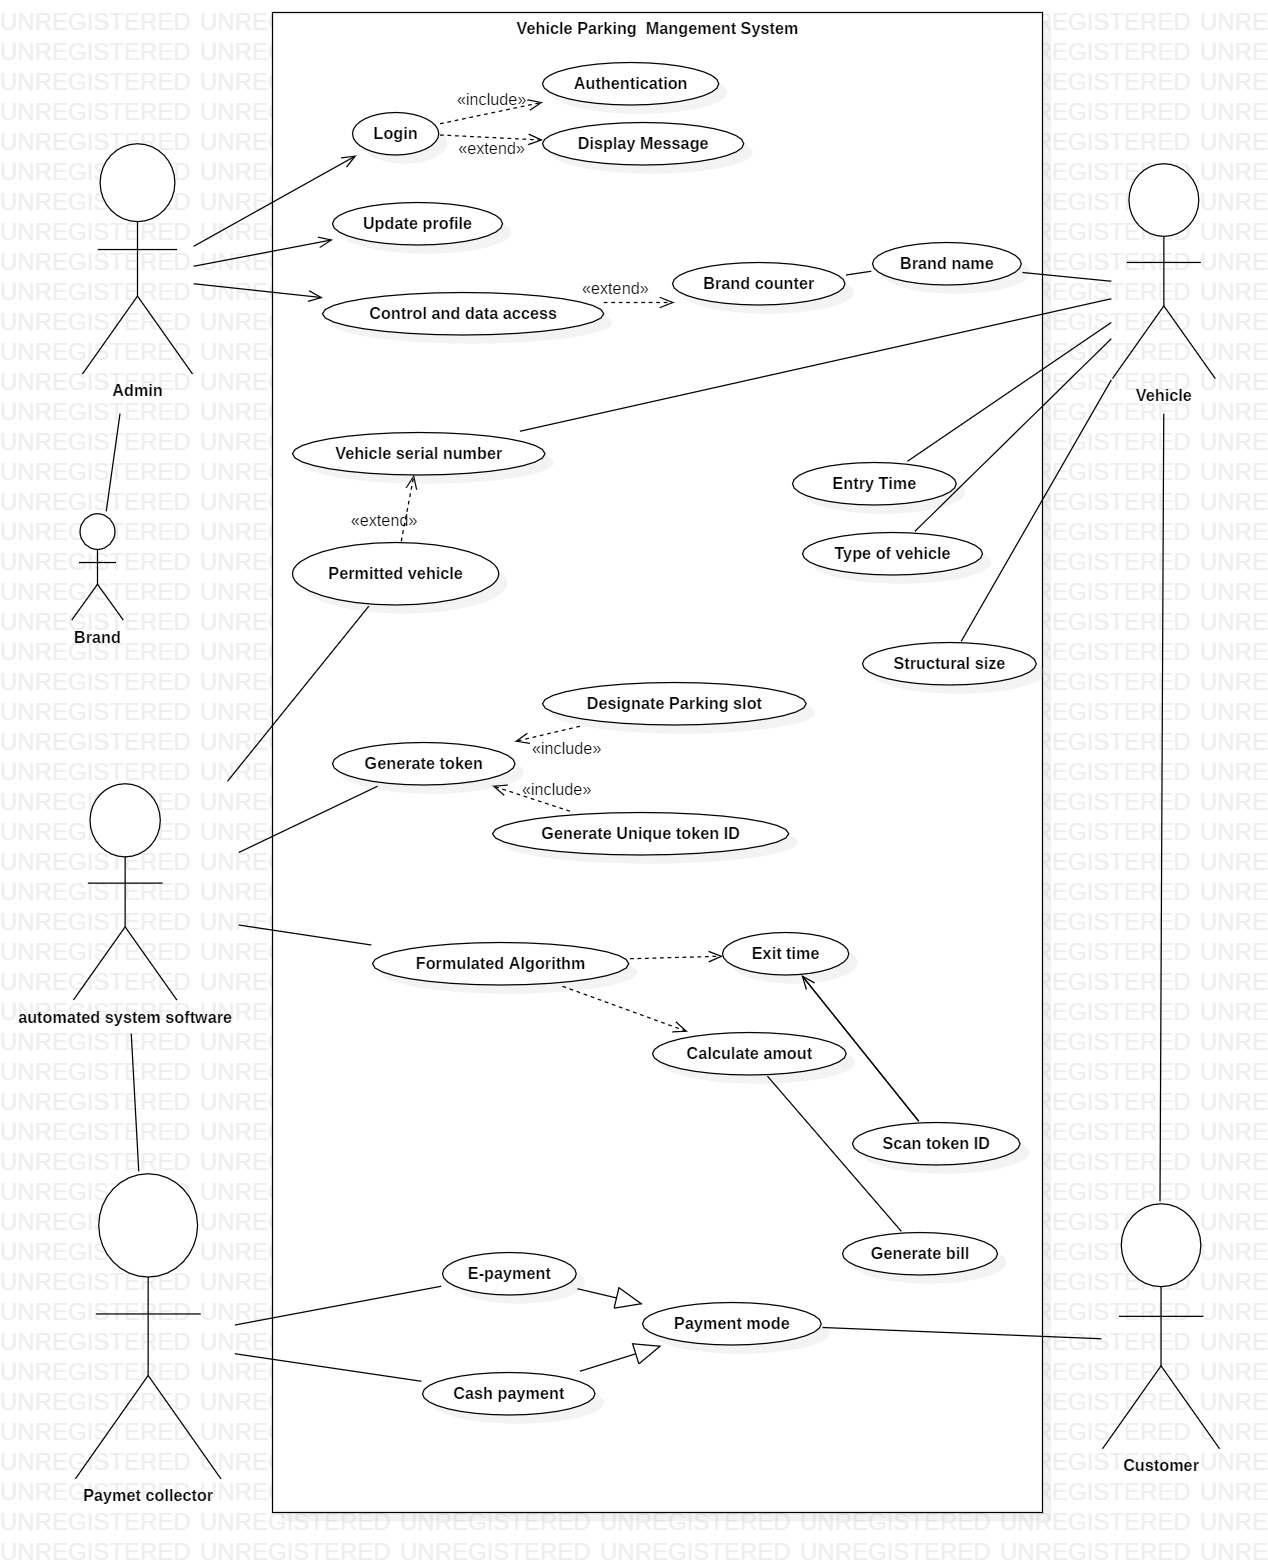 Vehicle Parking  Mangement System
Authentication
«include»
Login
Display Message
«extend»
Update profile
Brand name
Brand counter
«extend»
Control and data access
Admin
Vehicle
Vehicle serial number
Entry Time
«extend»
Type of vehicle
Permitted vehicle
Brand
Structural size
Designate Parking slot
«include»
Generate token
«include»
Generate Unique token ID
Exit time
Formulated Algorithm
automated system software
Calculate amout
Scan token ID
Generate bill
E-payment
Payment mode
Cash payment
Customer
Paymet collector
UNREGISTERED